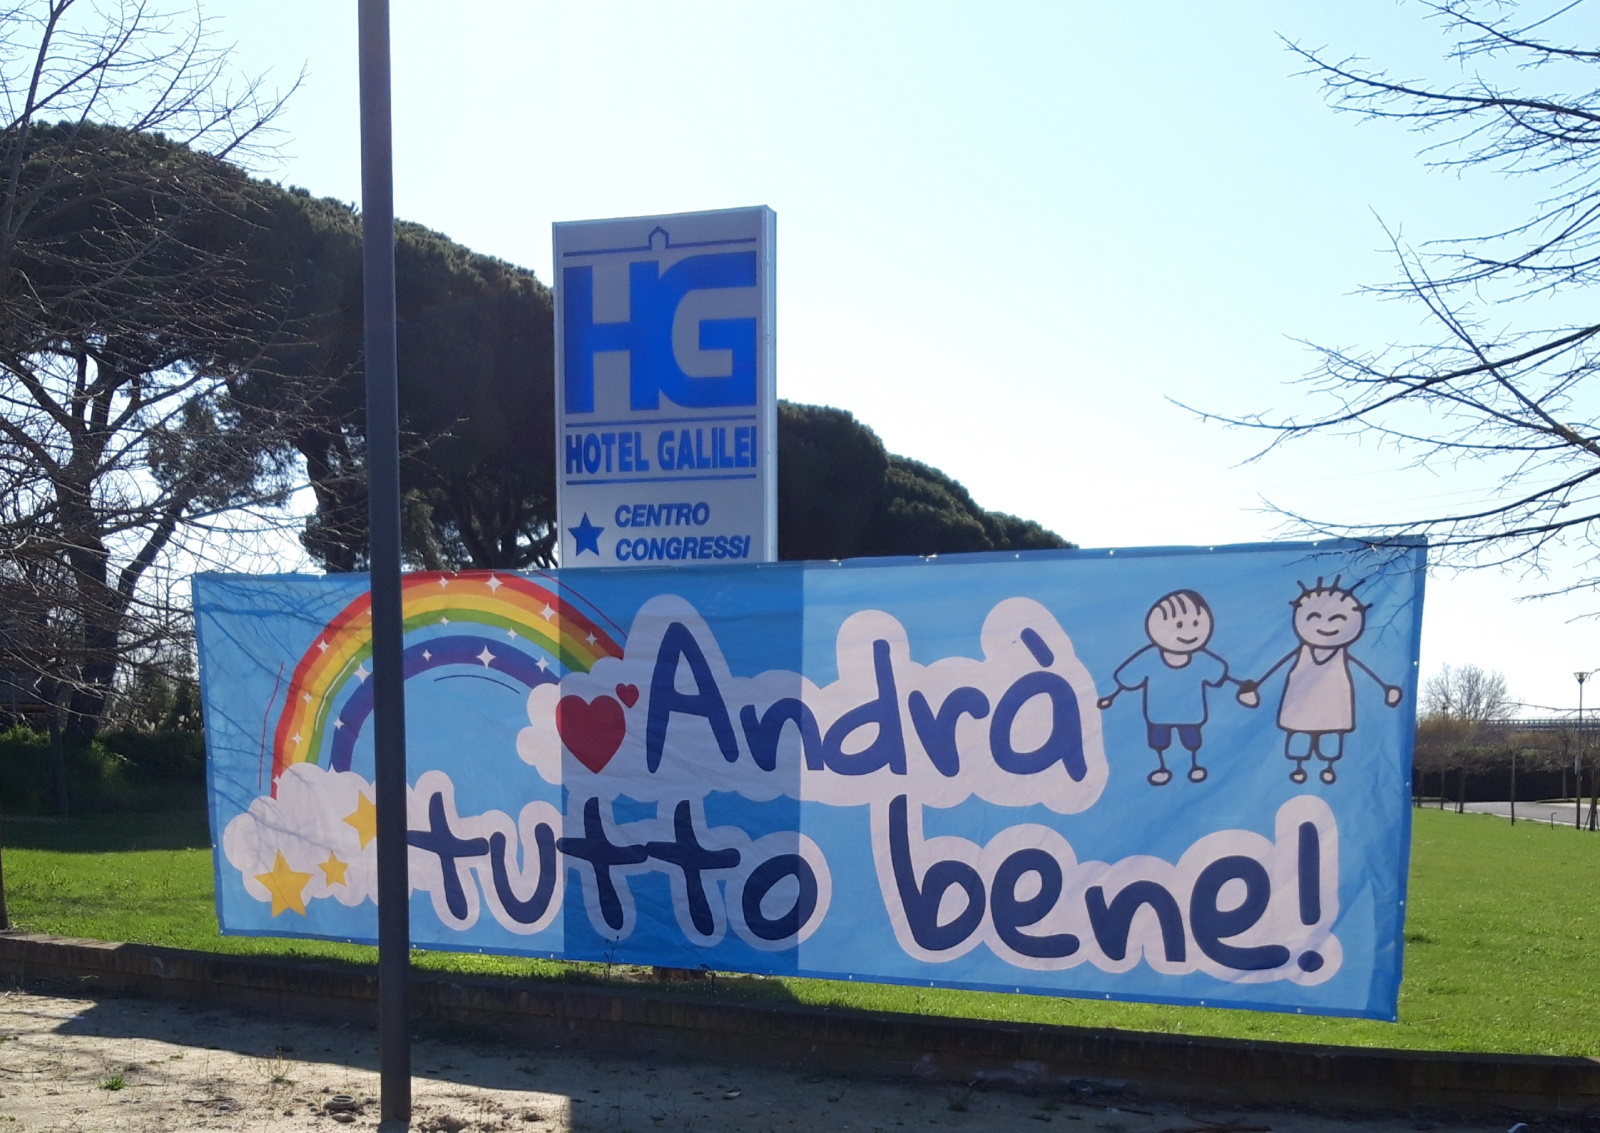 HG
HOTEL GALILEI
CENTRO
CONGRESSI
Andrà
tutto bene!